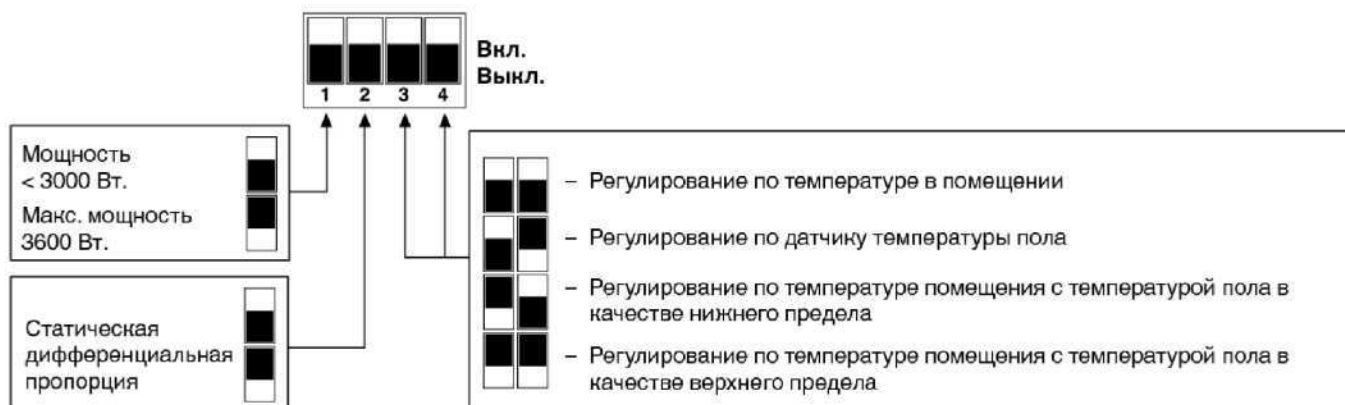 Вкл.
Выкл.
1 2 3 4
Мощность
< 3000 Вт.
Макс. мощность
3600 Вт.
Статическая
дифференциальная
пропорция
– Регулирование по температуре в помещении
– Регулирование по датчику температуры пола
– Регулирование по температуре помещения с температурой пола в
качестве нижнего предела
– Регулирование по температуре помещения с температурой пола в
качестве верхнего предела